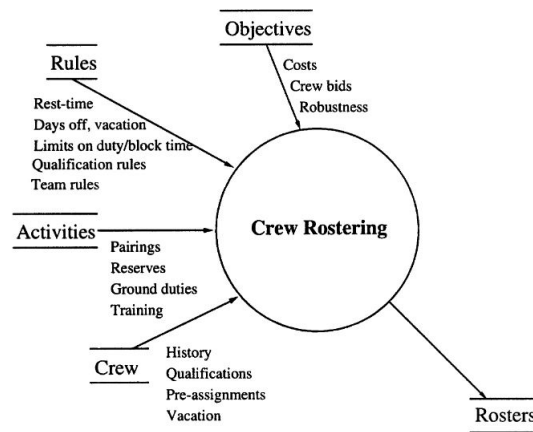 Objectives
Costs
Crew bids
Robustness
Rules
Rest-time
Days off, vacation
Limits on duty/block time
Qualification rules
Team rules
Activities
Pairings
Reserves
Ground duties
Training
Crew Rostering
Crew
History
Qualifications
Pre-assignments
Vacation
Rosters